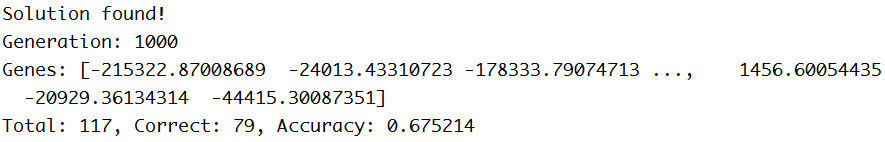 Solution found!
Generation: 1000
Genes: [-215322.87008689 -24013.43310723 -178333.79074713 ..., 1456.60054435
-20929.36134314 -44415.30087351]
Total: 117, Correct: 79, Accuracy: 0.675214